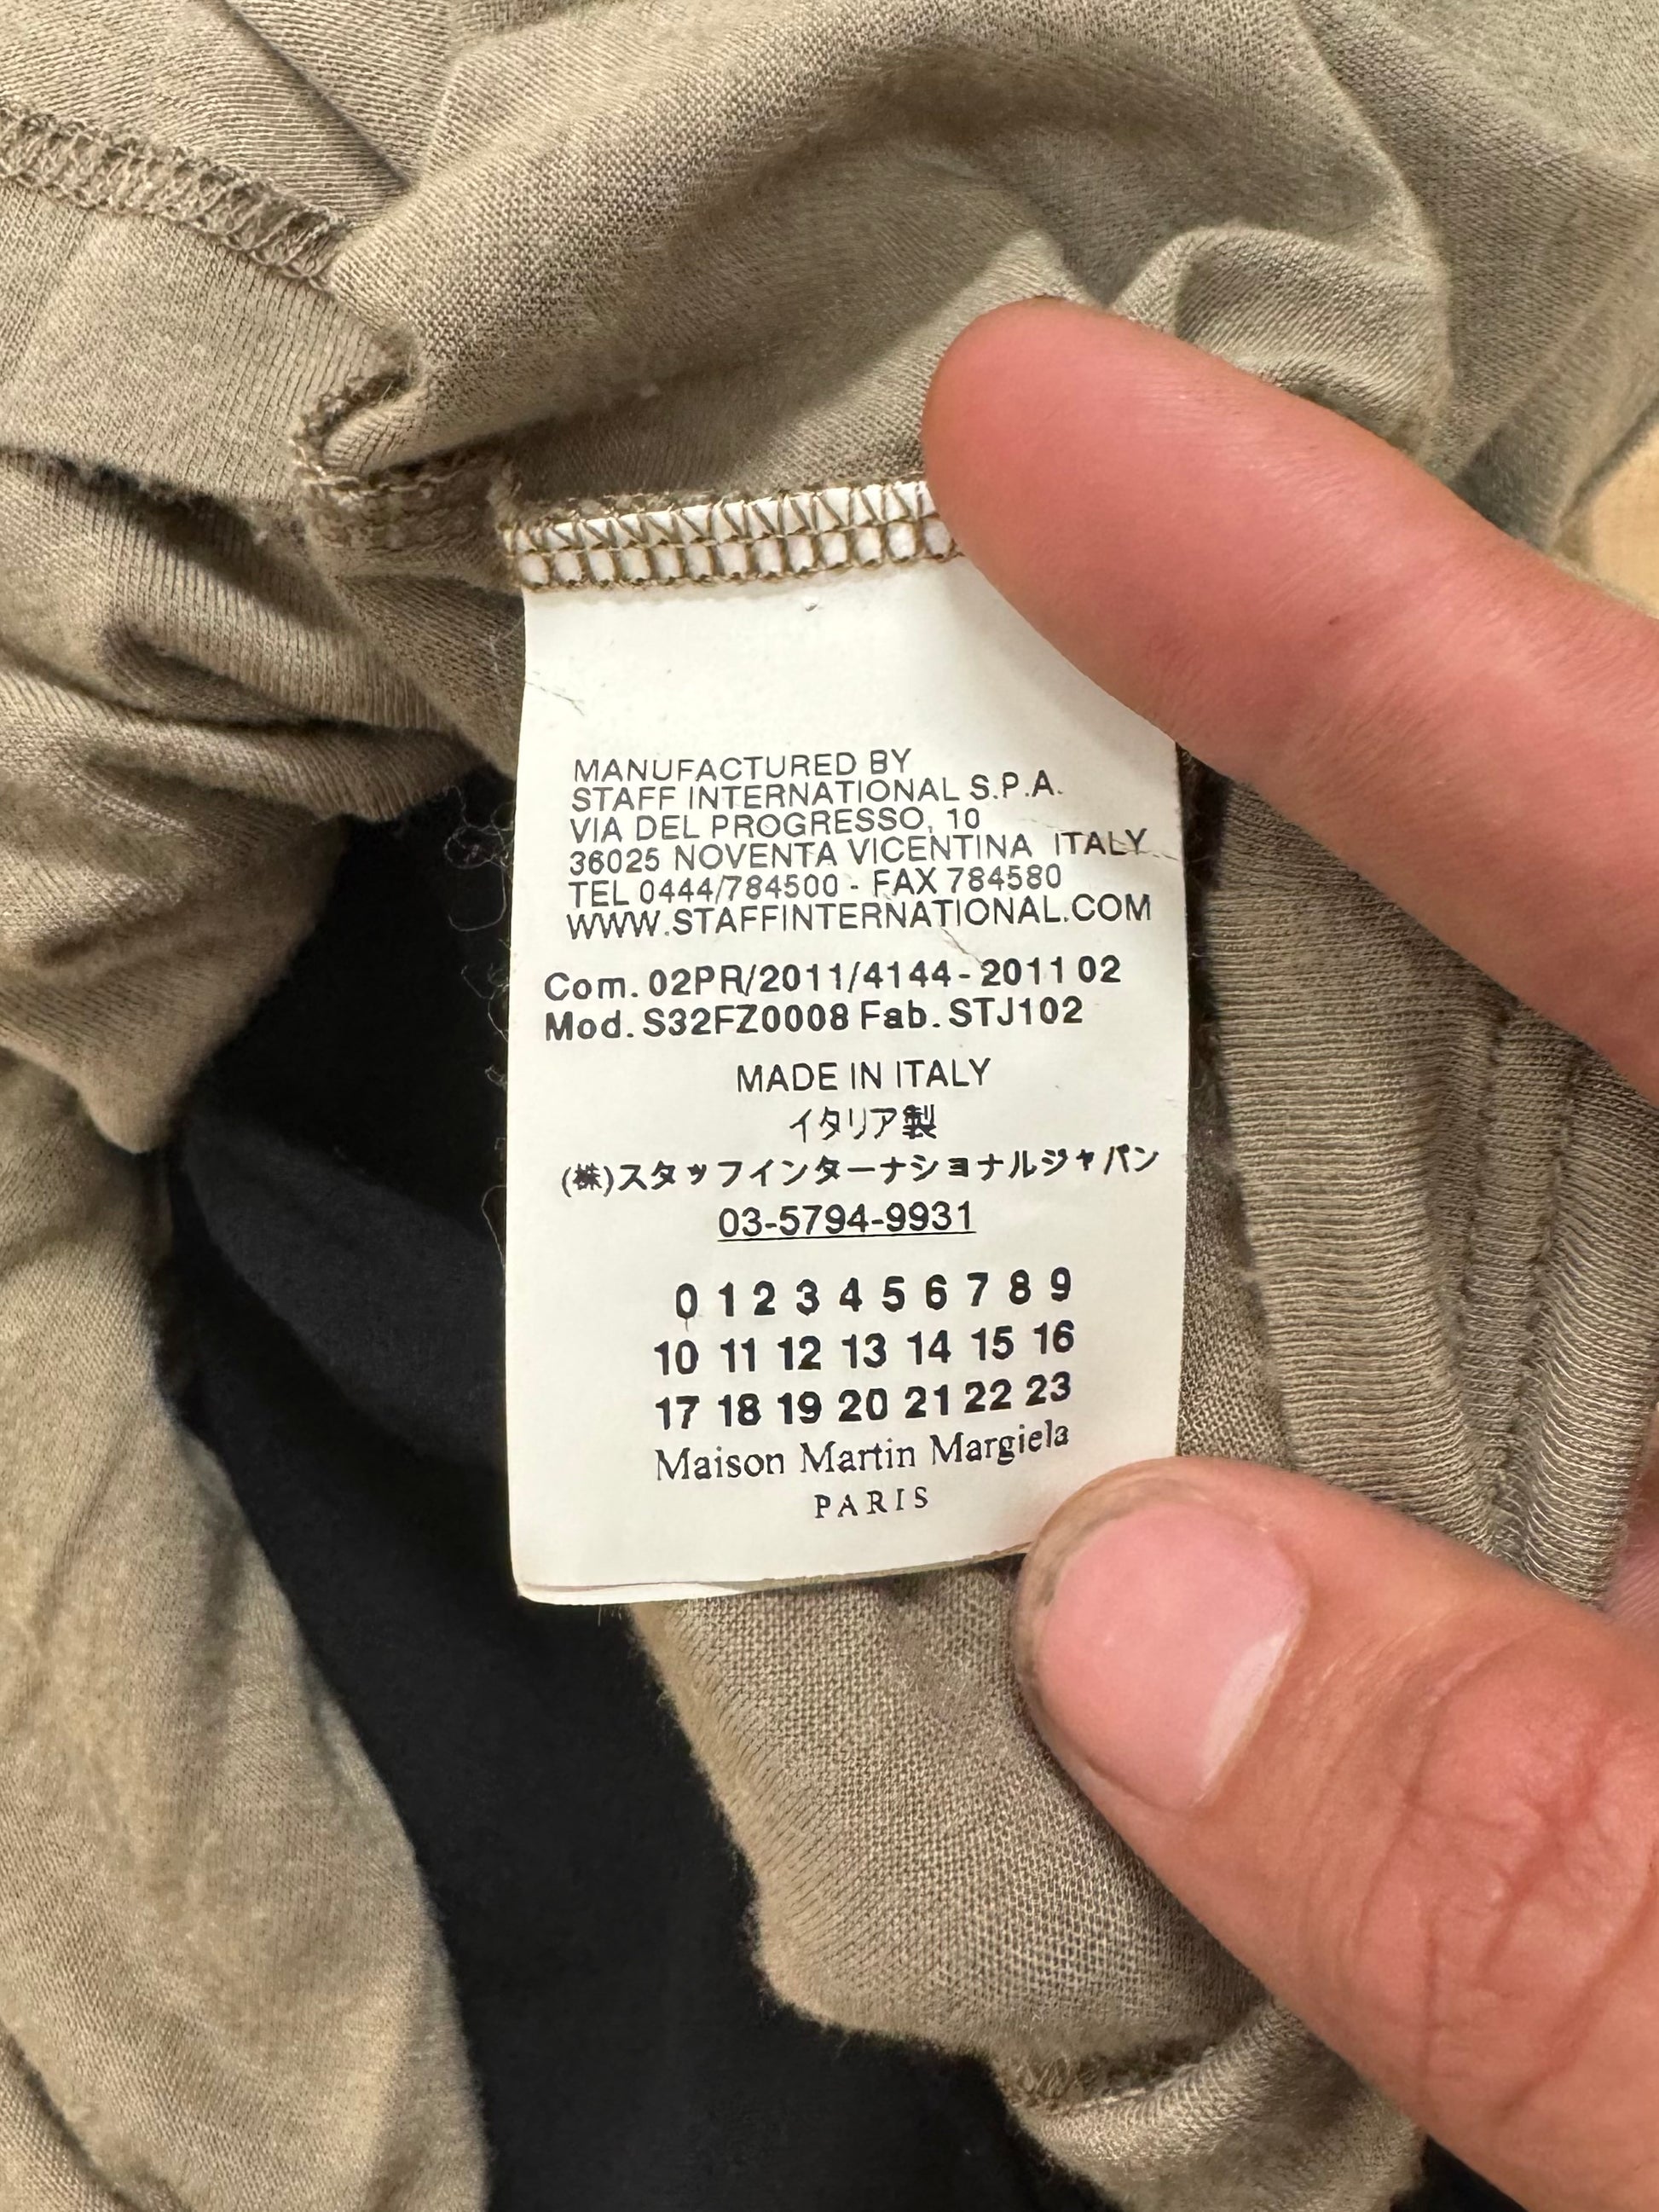 MANUFACTURED BY
STAFF INTERNATIONAL S.P.A.
VIA DEL PROGRESSO, 10
36025 NOVENTA VICENTINA ITALY
TEL 0444/784500 - FAX 784580
WWW.STAFFINTERNATIONAL.COM
Com. 02PR/2011/4144 - 2011 02
Mod. S32FZ0008 Fab. STJ102
MADE IN ITALY
イタリア製
(株)スタッフインターナショナルジャパン
03-5794-9931
0 1 2 3 4 5 6 7 8 9
10 11 12 13 14 15 16
17 18 19 20 21 22 23
Maison Martin Margiela
PARIS